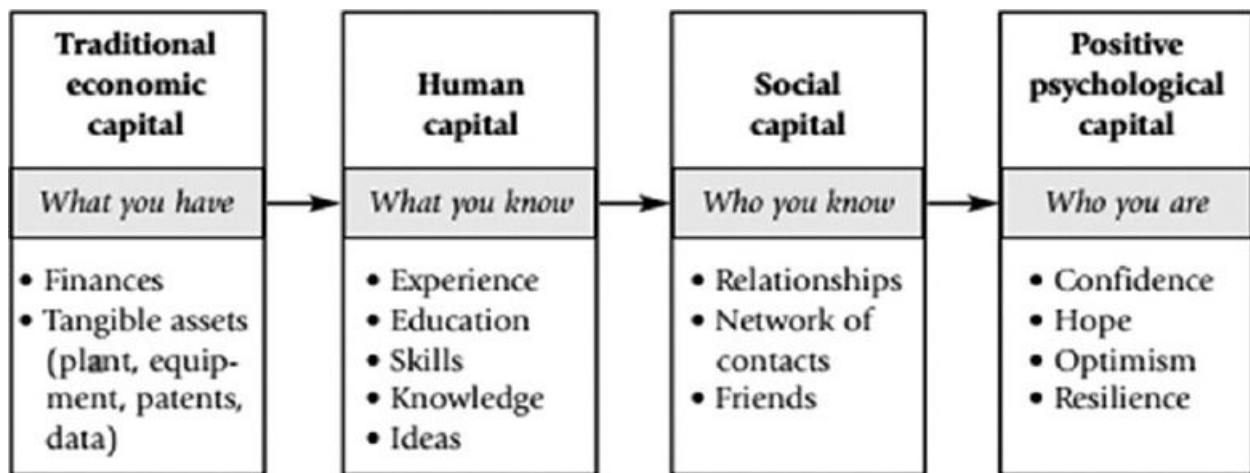 Traditional
economic
capital
What you have
• Finances
• Tangible assets
(plant, equip-
ment, patents,
data)
Human
capital
What you know
• Experience
• Education
• Skills
• Knowledge
• Ideas
Social
capital
Who you know
• Relationships
• Network of
contacts
• Friends
Positive
psychological
capital
Who you are
• Confidence
• Hope
• Optimism
• Resilience